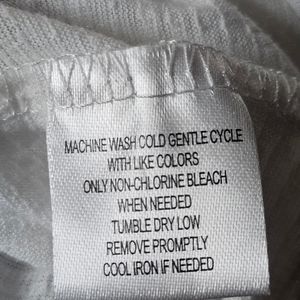 MACHINE WASH COLD GENTLE CYCLE
WITH LIKE COLORS
ONLY NON-CHLORINE BLEACH
WHEN NEEDED
TUMBLE DRY LOW
REMOVE PROMPTLY
COOL IRON IF NEEDED